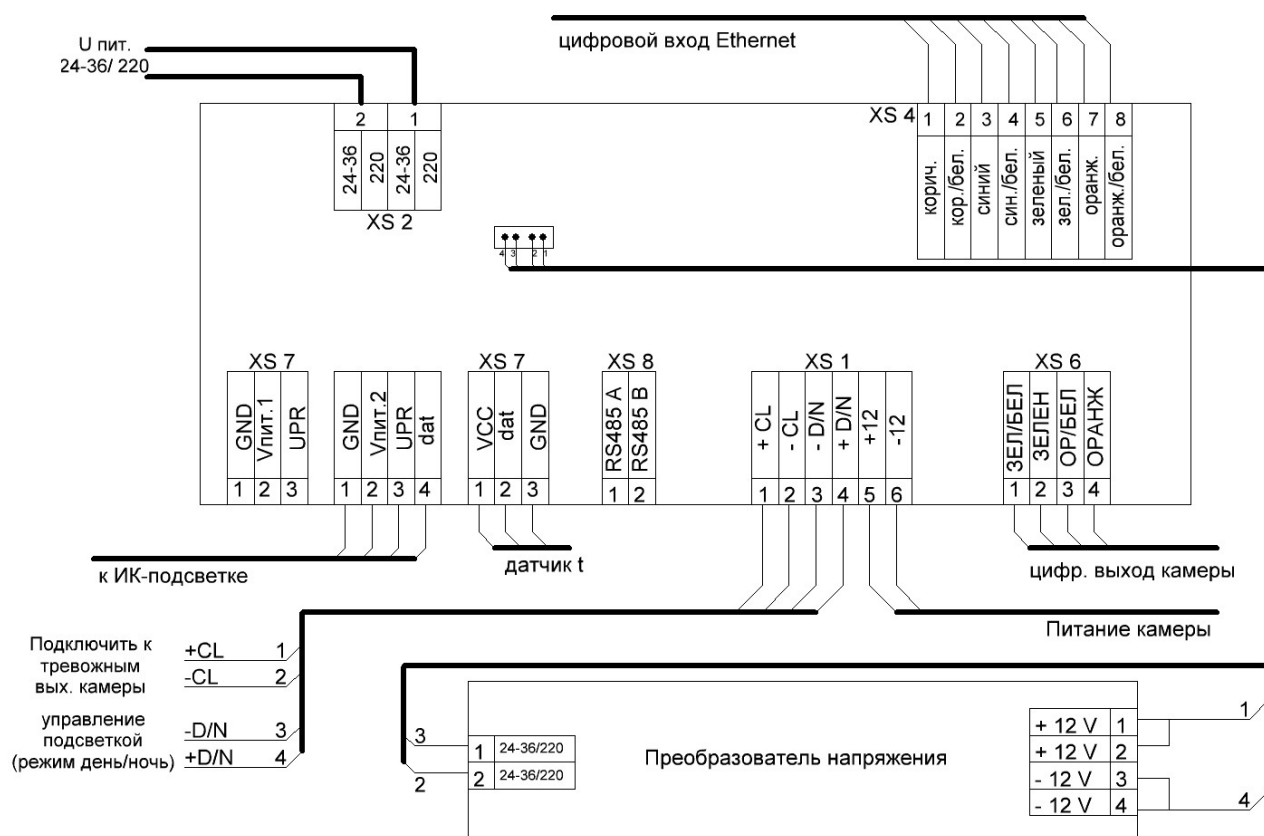 цифровой вход Ethernet
U пит.
24-36/ 220
2 1
24-36 220 24-36 220
XS 2
XS 4
1 2 3 4 5 6 7 8
корич. кор./бел. синий син./бел. зеленый зел./бел. оранж. оранж./бел.
4 3 2 1
XS 7
GND Vпит.1 UPR
1 2 3
GND Vпит.2 UPR dat
1 2 3 4
XS 7
VCC dat GND
1 2 3
XS 8
RS485 A RS485 B
1 2
XS 1
+ CL - CL - D/N + D/N +12 -12
1 2 3 4 5 6
XS 6
ЗЕЛ/БЕЛ ЗЕЛЕН ОР/БЕЛ ОРАНЖ
1 2 3 4
к ИК-подсветке
датчик t
цифр. выход камеры
Питание камеры
Подключить к
тревожным
вых. камеры
+CL 1
-CL 2
управление
подсветкой
(режим день/ночь)
-D/N 3
+D/N 4
3
2
1 24-36/220
2 24-36/220
Преобразователь напряжения
+ 12 V 1
+ 12 V 2
- 12 V 3
- 12 V 4
1
4